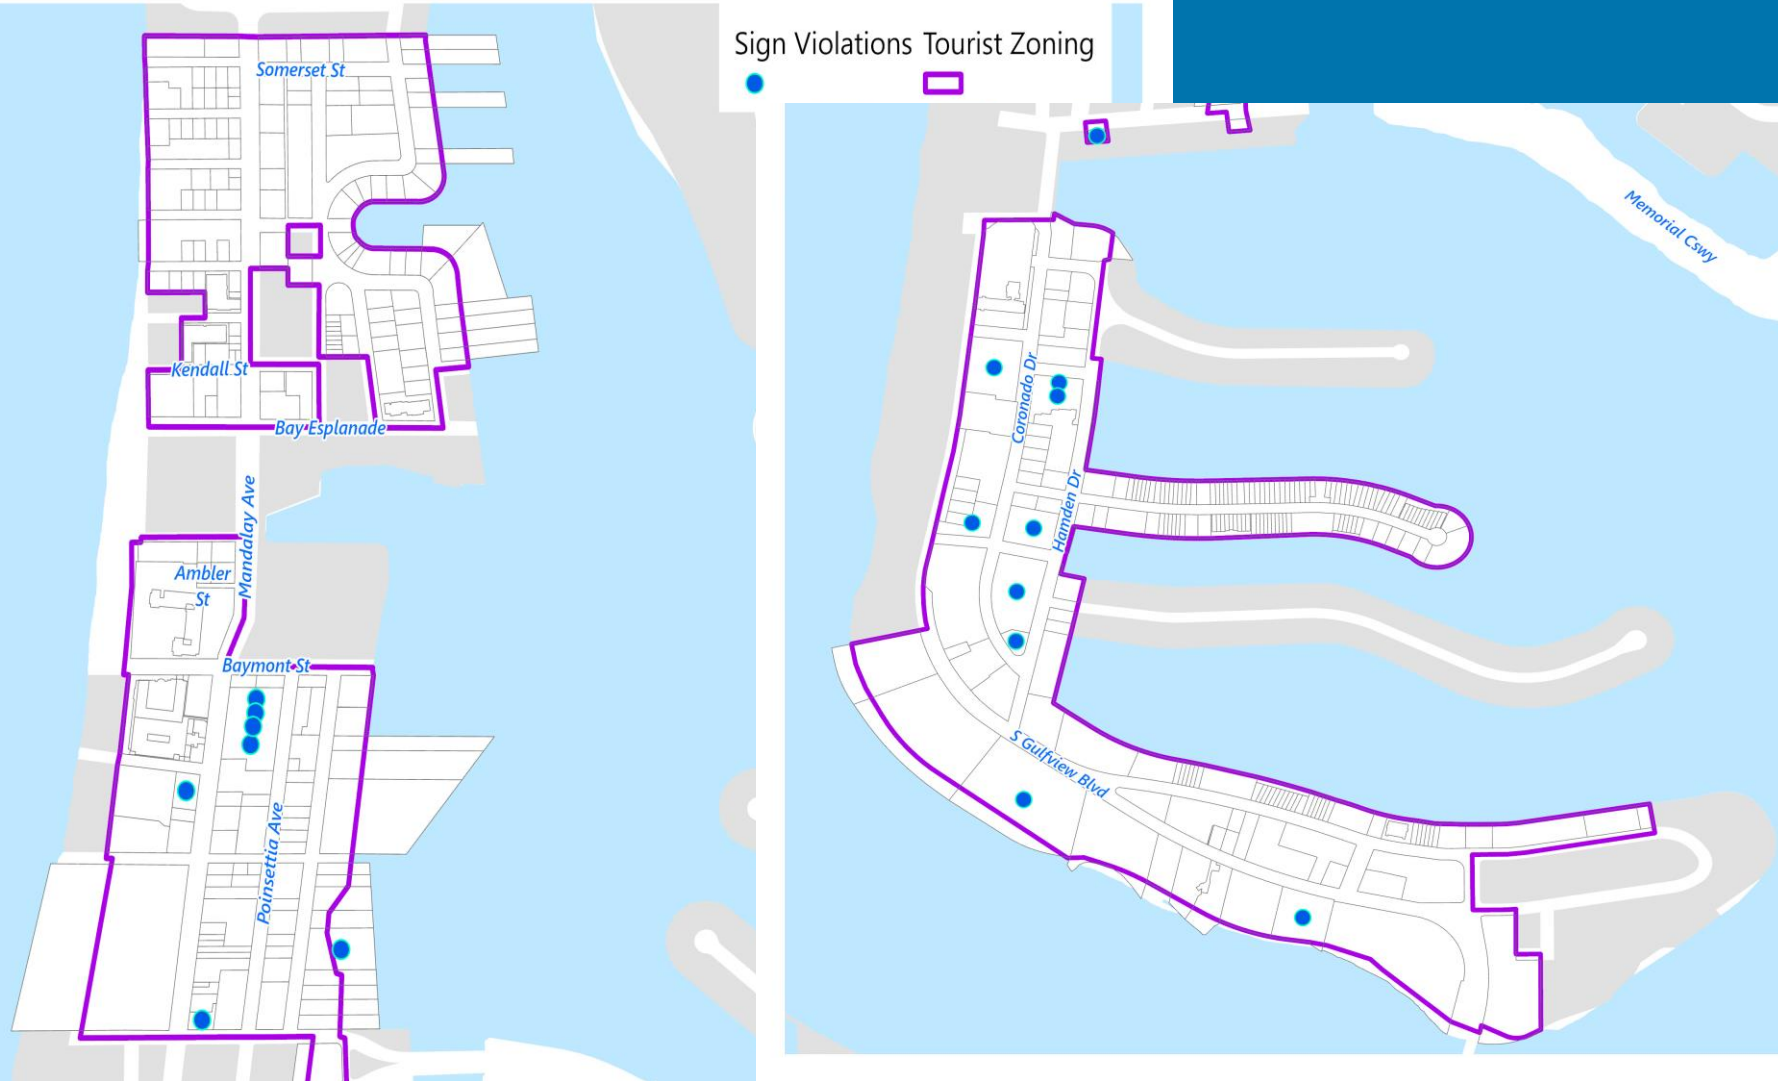 Sign Violations Tourist Zoning
Somerset St
Kendall St
Bay Esplanade
Mandalay Ave
Ambler
St
Baymont St
Poinsettia Ave
Memorial Cswy
Coronado Dr
Hamden Dr
S Gulfview Blvd